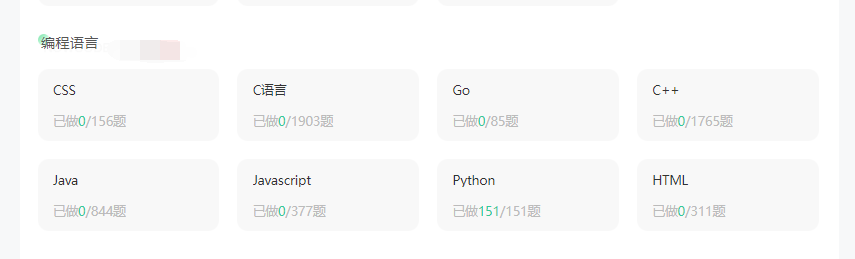 编程语言
CSS
C语言
Go
C++
已做0/156题
已做0/1903题
已做0/85题
已做0/1765题
Java
Javascript
Python
HTML
已做0/844题
已做0/377题
已做151/151题
已做0/311题